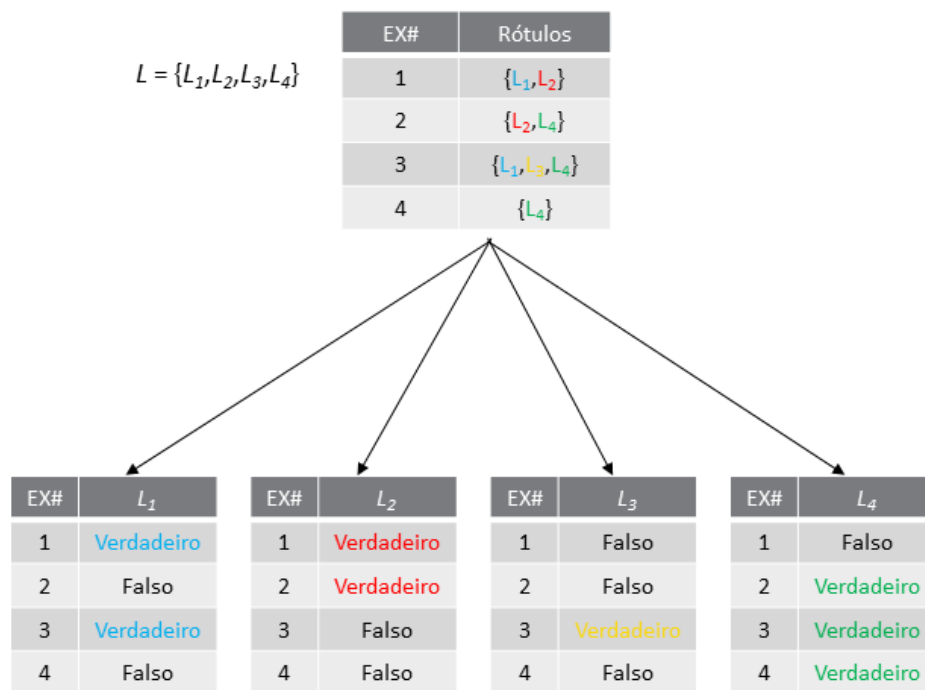 EX# Rótulos
L = {L₁,L₂,L₃,L₄}
1 {L₁,L₂}
2 {L₂,L₄}
3 {L₁,L₃,L₄}
4 {L₄}
EX# L₁
1 Verdadeiro
2 Falso
3 Verdadeiro
4 Falso
EX# L₂
1 Verdadeiro
2 Verdadeiro
3 Falso
4 Falso
EX# L₃
1 Falso
2 Falso
3 Verdadeiro
4 Falso
EX# L₄
1 Falso
2 Verdadeiro
3 Verdadeiro
4 Verdadeiro